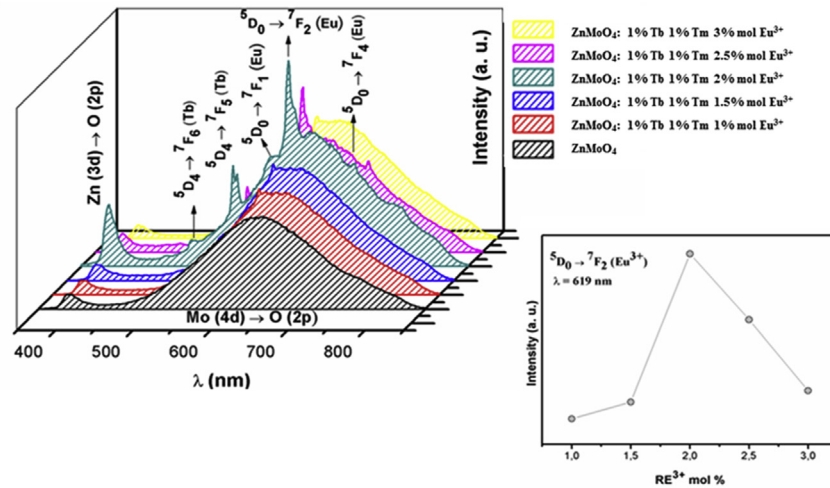 ⁵D₀→⁷F₂ (Eu)
⁵D₀→⁷F₄ (Eu)
⁵D₀→⁷F₁ (Eu)
⁵D₄→⁷F₅ (Tb)
⁵D₄→⁷F₆ (Tb)
Zn (3d)→O (2p)
Mo (4d)→O (2p)
Intensity (a. u.)
400 500 600 700 800
λ (nm)
ZnMoO₄: 1% Tb 1% Tm 3% mol Eu³⁺
ZnMoO₄: 1% Tb 1% Tm 2.5% mol Eu³⁺
ZnMoO₄: 1% Tb 1% Tm 2% mol Eu³⁺
ZnMoO₄: 1% Tb 1% Tm 1.5% mol Eu³⁺
ZnMoO₄: 1% Tb 1% Tm 1% mol Eu³⁺
ZnMoO₄
⁵D₀→⁷F₂ (Eu³⁺)
λ = 619 nm
Intensity (a. u.)
1,0 1,5 2,0 2,5 3,0
RE³⁺ mol %